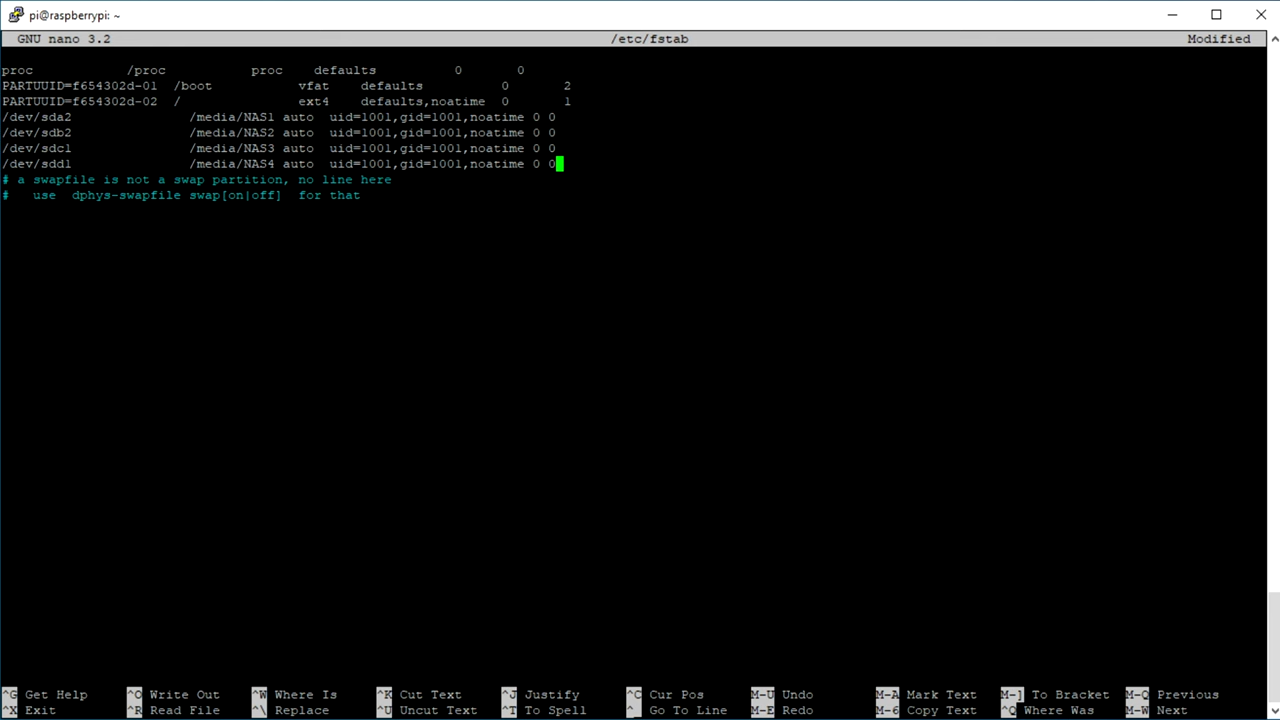 pi@raspberrypi: ~
GNU nano 3.2 /etc/fstab Modified
proc /proc proc defaults 0 0
PARTUUID=f654302d-01 /boot vfat defaults 0 2
PARTUUID=f654302d-02 / ext4 defaults,noatime 0 1
/dev/sda2 /media/NAS1 auto uid=1001,gid=1001,noatime 0 0
/dev/sdb2 /media/NAS2 auto uid=1001,gid=1001,noatime 0 0
/dev/sdc1 /media/NAS3 auto uid=1001,gid=1001,noatime 0 0
/dev/sdd1 /media/NAS4 auto uid=1001,gid=1001,noatime 0 0
# a swapfile is not a swap partition, no line here
# use dphys-swapfile swap[on|off] for that
^G Get Help ^O Write Out ^W Where Is ^K Cut Text ^J Justify ^C Cur Pos M-U Undo M-A Mark Text M-] To Bracket M-Q Previous
^X Exit ^R Read File ^\ Replace ^U Uncut Text ^T To Spell ^_ Go To Line M-E Redo M-6 Copy Text ^Q Where Was M-W Next